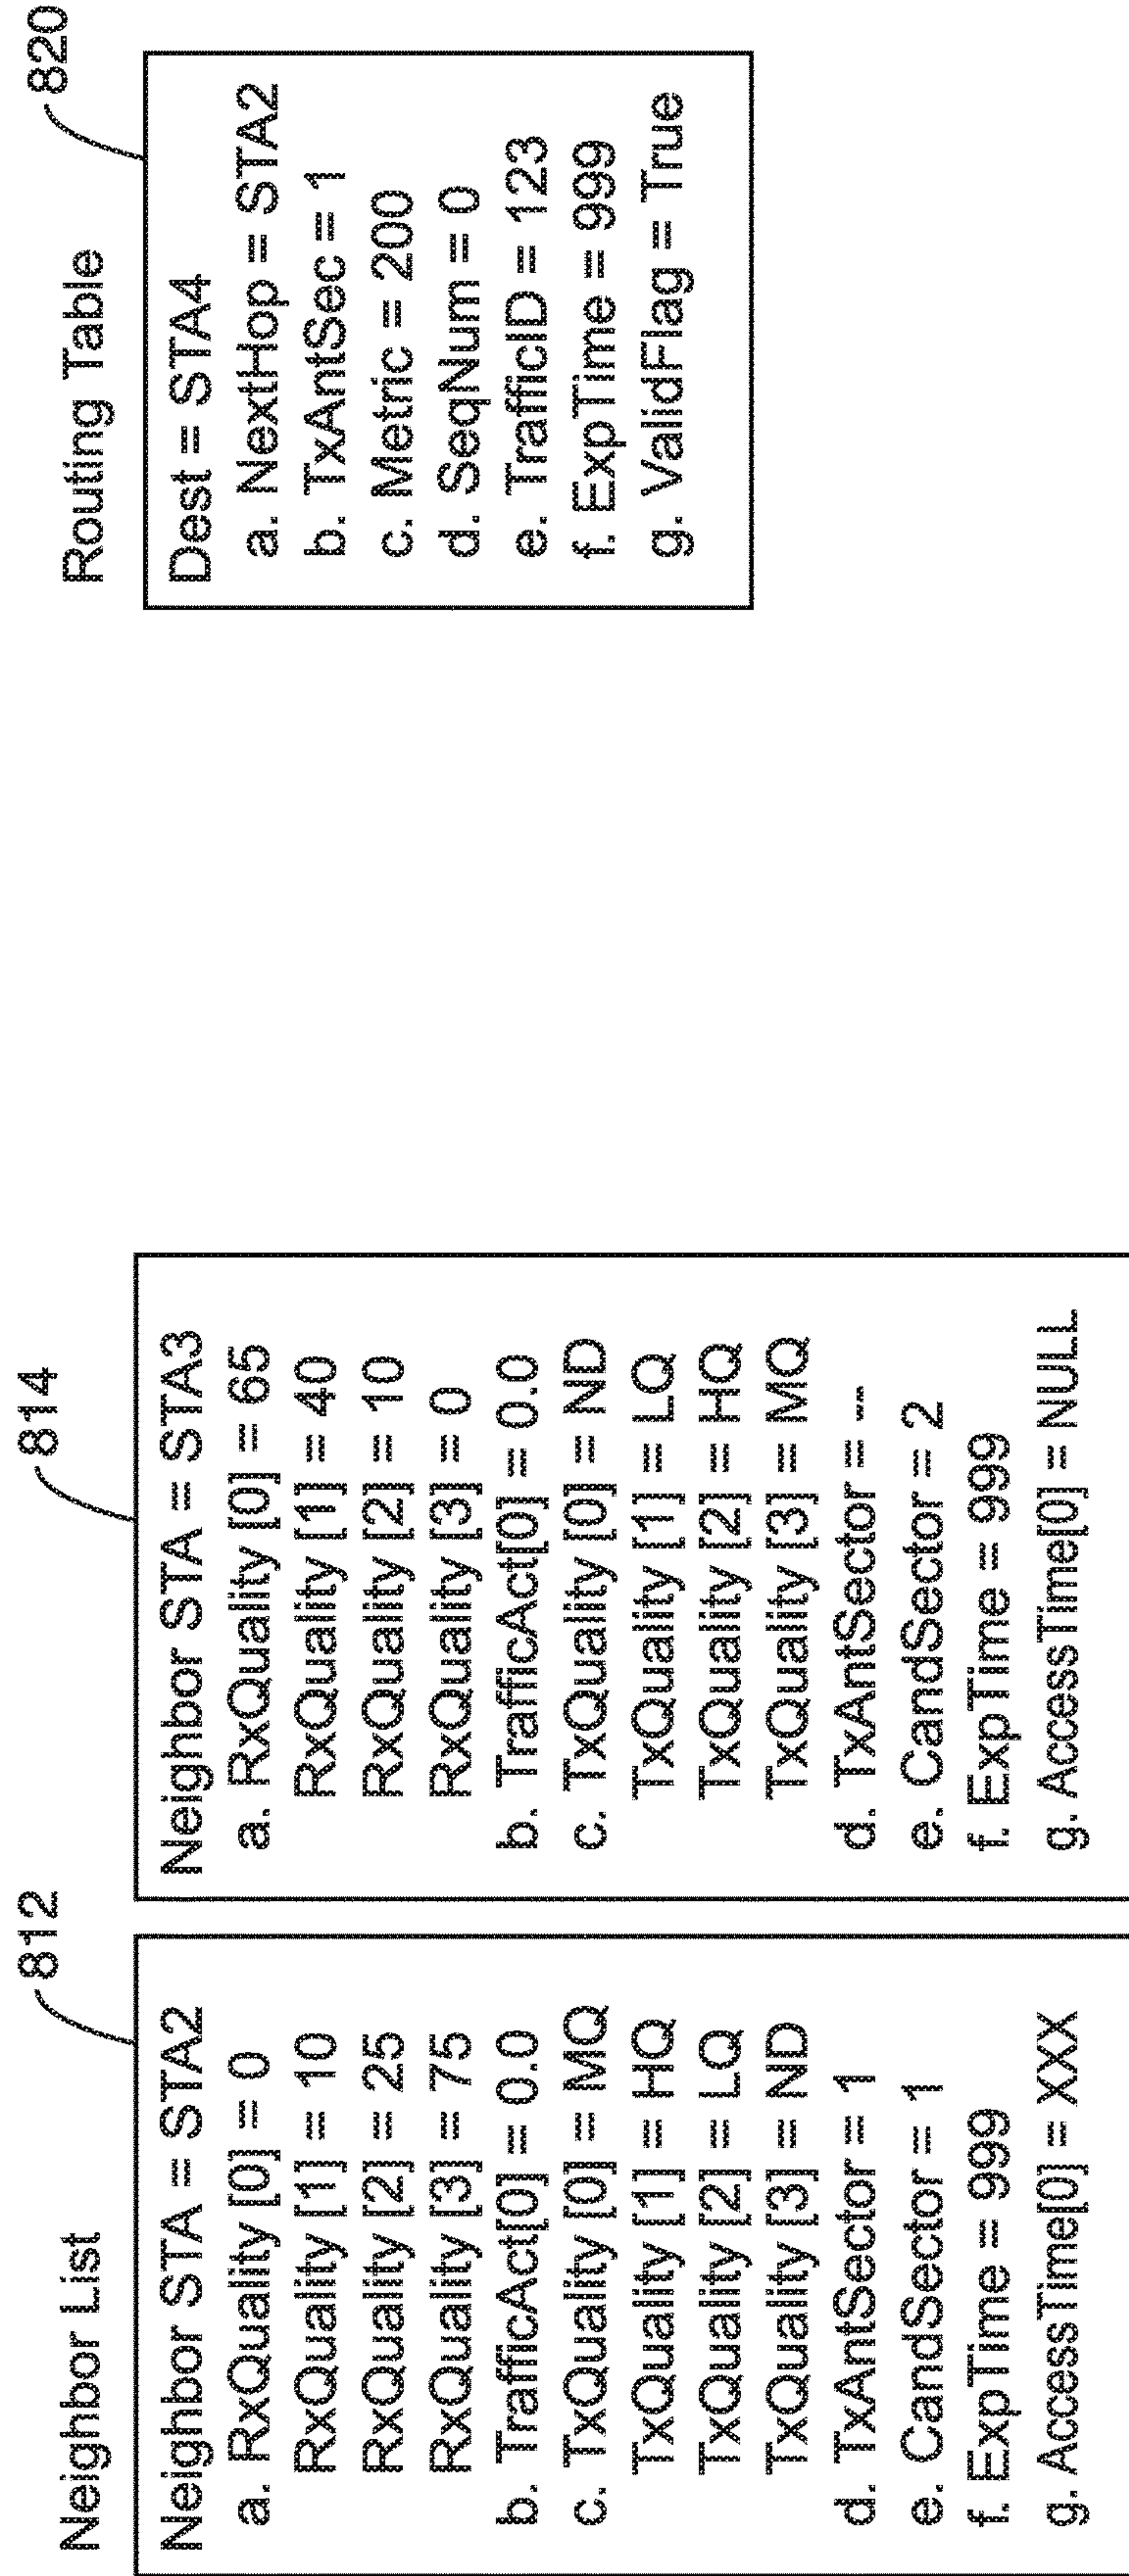 Neighbor List
812
Neighbor STA = STA2
a. RxQuality [0] = 0
RxQuality [1] = 10
RxQuality [2] = 25
RxQuality [3] = 75
b. TrafficAct[0] = 0.0
c. TxQuality [0] = MQ
TxQuality [1] = HQ
TxQuality [2] = LQ
TxQuality [3] = ND
d. TxAntSector = 1
e. CandSector = 1
f. ExpTime = 999
g. AccessTime[0] = XXX
814
Neighbor STA = STA3
a. RxQuality [0] = 65
RxQuality [1] = 40
RxQuality [2] = 10
RxQuality [3] = 0
b. TrafficAct[0] = 0.0
c. TxQuality [0] = ND
TxQuality [1] = LQ
TxQuality [2] = HQ
TxQuality [3] = MQ
d. TxAntSector = --
e. CandSector = 2
f. ExpTime = 999
g. AccessTime[0] = NULL
Routing Table
820
Dest = STA4
a. NextHop = STA2
b. TxAntSec = 1
c. Metric = 200
d. SeqNum = 0
e. TrafficID = 123
f. ExpTime = 999
g. ValidFlag = True